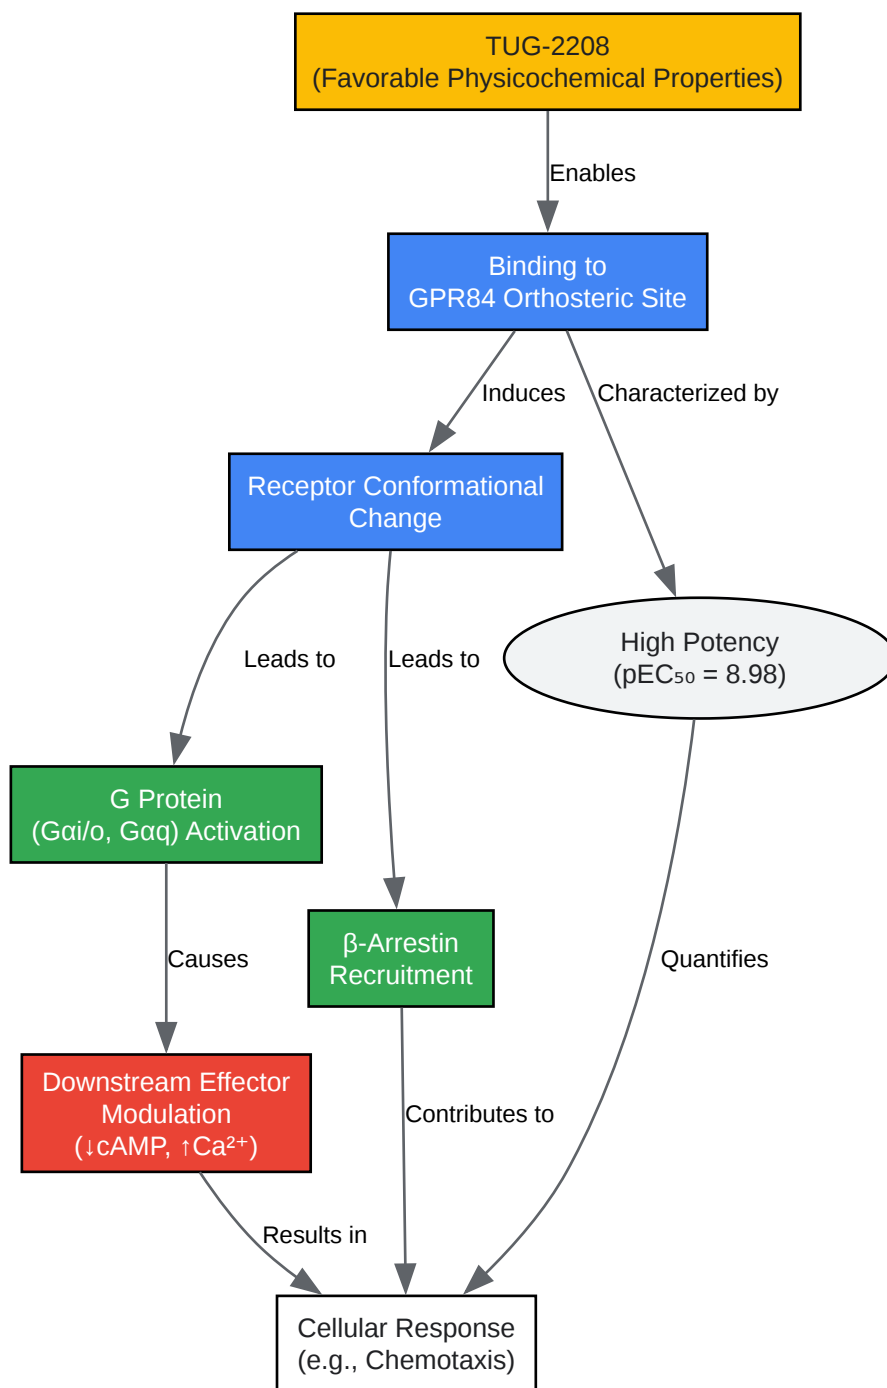 TUG-2208
(Favorable Physicochemical Properties)
Enables
Binding to
GPR84 Orthosteric Site
Induces
Characterized by
Receptor Conformational
Change
High Potency
(pEC₅₀ = 8.98)
Leads to
Leads to
G Protein
(Gαi/o, Gαq) Activation
β-Arrestin
Recruitment
Causes
Quantifies
Downstream Effector
Modulation
(↓cAMP, ↑Ca²⁺)
Contributes to
Results in
Cellular Response
(e.g., Chemotaxis)